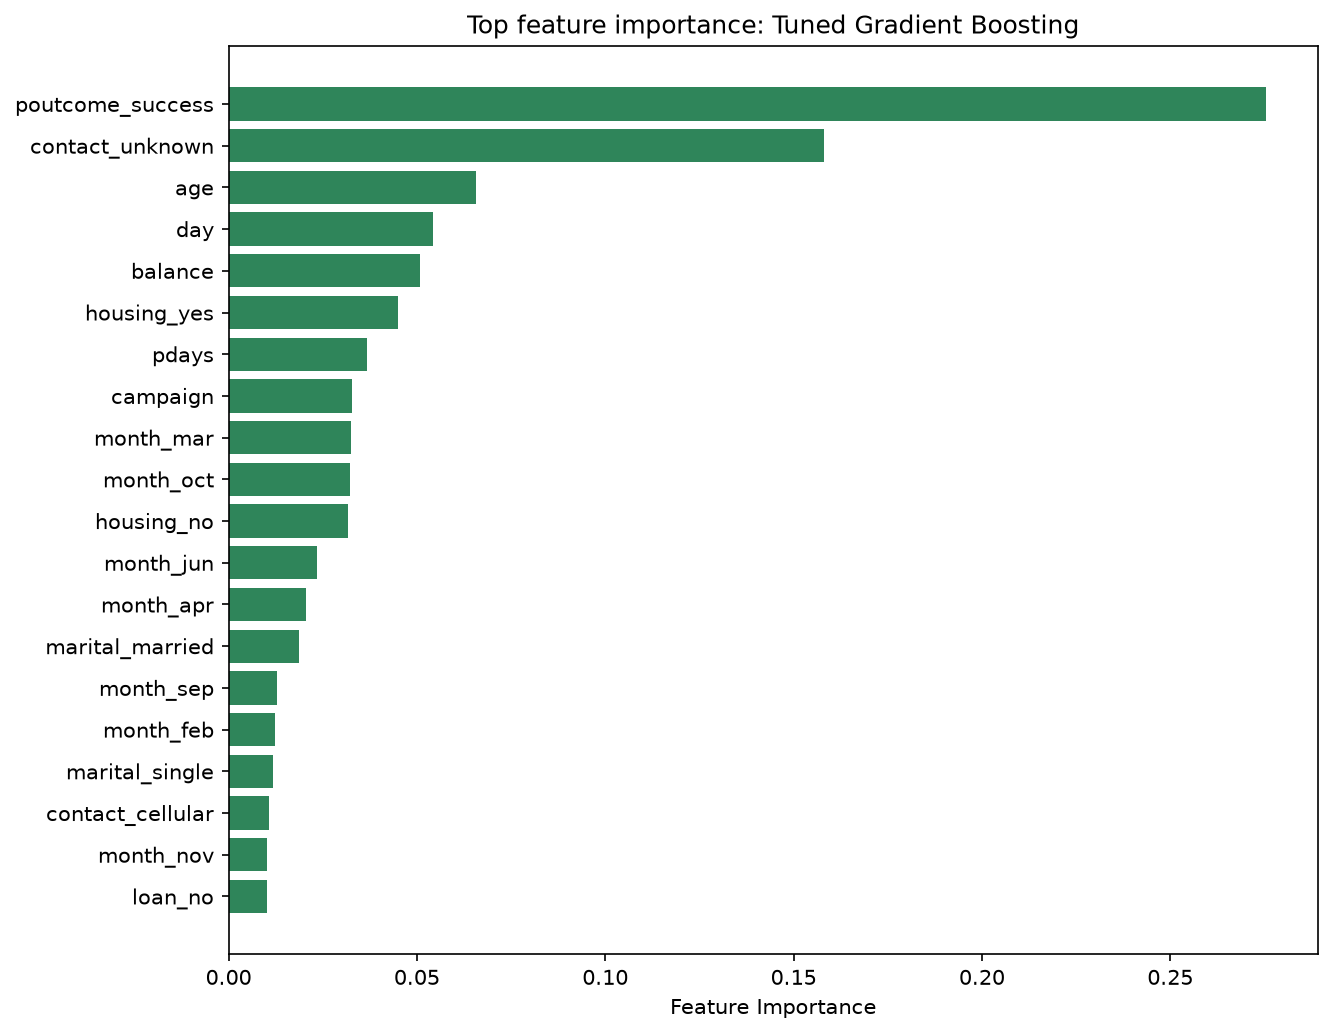 Top feature importance: Tuned Gradient Boosting
poutcome_success
contact_unknown
age
day
balance
housing_yes
pdays
campaign
month_mar
month_oct
housing_no
month_jun
month_apr
marital_married
month_sep
month_feb
marital_single
contact_cellular
month_nov
loan_no
0.00 0.05 0.10 0.15 0.20 0.25
Feature Importance